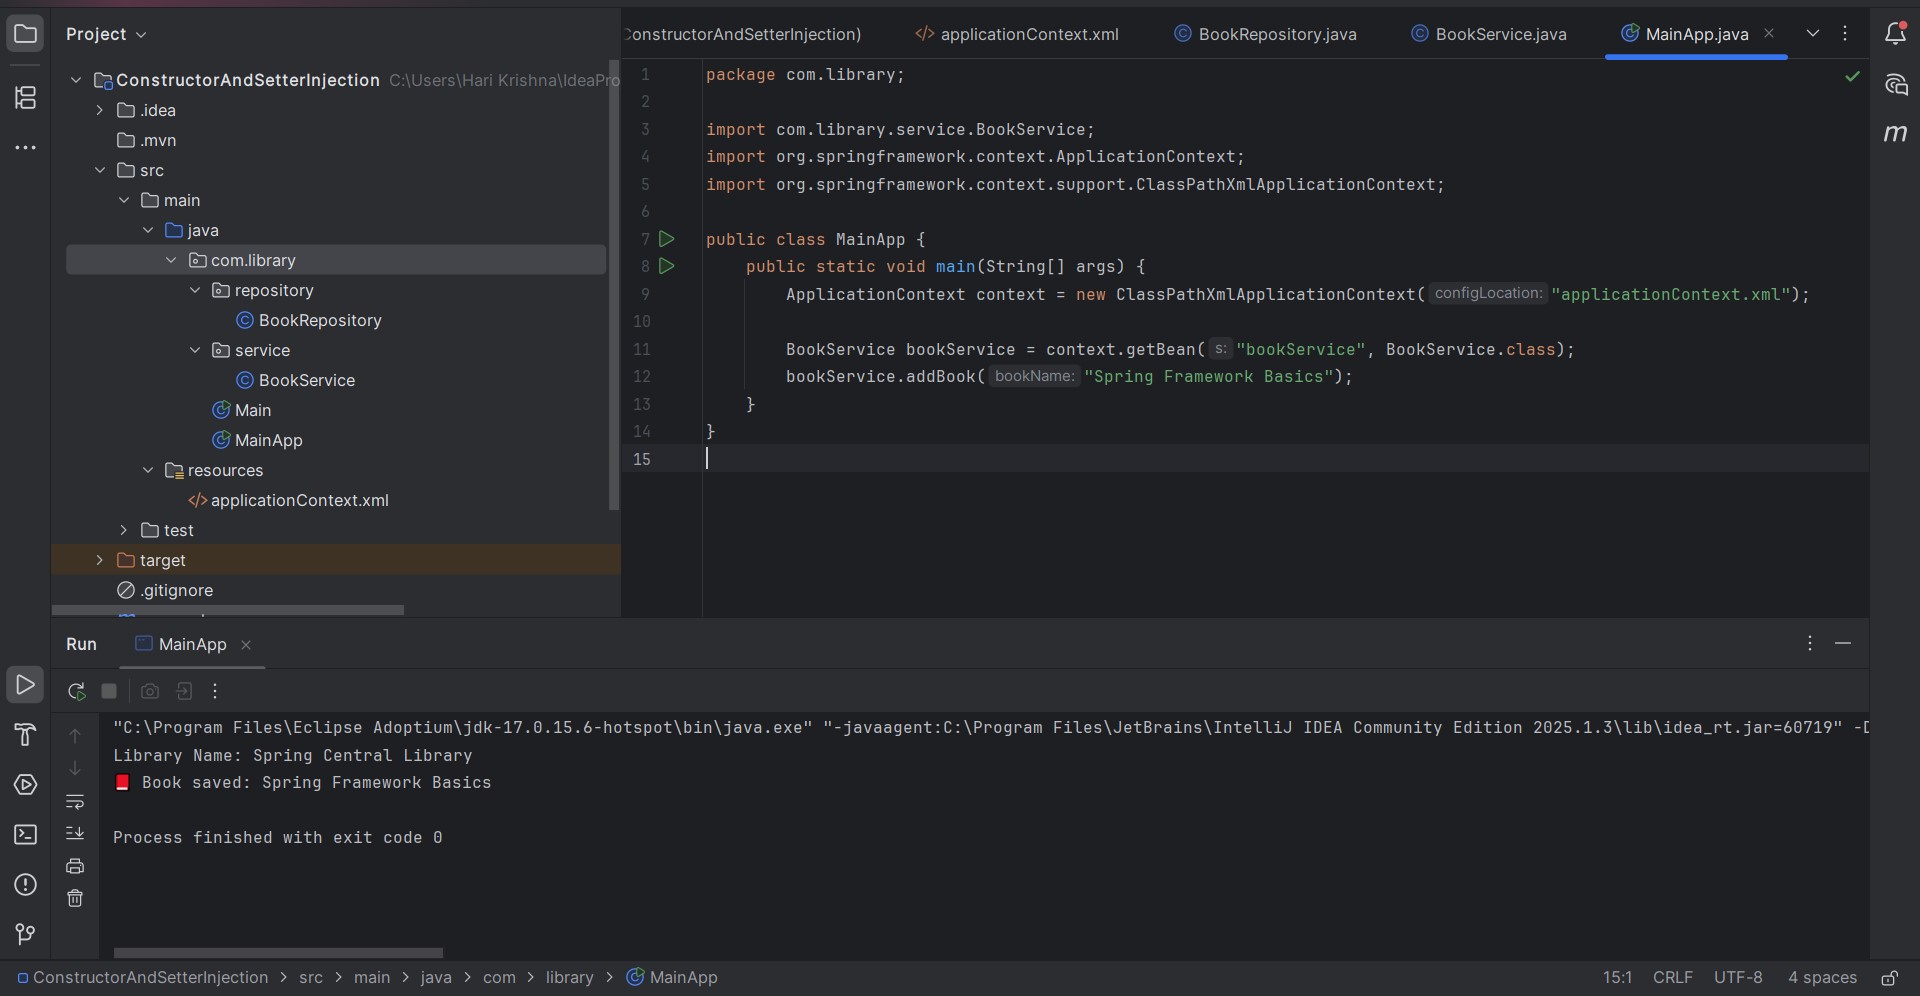 Project
ConstructorAndSetterInjection C:\Users\Hari Krishna\IdeaPro
.idea
.mvn
src
main
java
com.library
repository
BookRepository
service
BookService
Main
MainApp
resources
applicationContext.xml
test
target
.gitignore
ConstructorAndSetterInjection) applicationContext.xml BookRepository.java BookService.java MainApp.java
1 package com.library;
2
3 import com.library.service.BookService;
4 import org.springframework.context.ApplicationContext;
5 import org.springframework.context.support.ClassPathXmlApplicationContext;
6
7 public class MainApp {
8 public static void main(String[] args) {
9 ApplicationContext context = new ClassPathXmlApplicationContext( configLocation: "applicationContext.xml");
10
11 BookService bookService = context.getBean( s: "bookService", BookService.class);
12 bookService.addBook( bookName: "Spring Framework Basics");
13 }
14 }
15
m
Run MainApp
"C:\Program Files\Eclipse Adoptium\jdk-17.0.15.6-hotspot\bin\java.exe" "-javaagent:C:\Program Files\JetBrains\IntelliJ IDEA Community Edition 2025.1.3\lib\idea_rt.jar=60719" -D
Library Name: Spring Central Library
📕 Book saved: Spring Framework Basics
Process finished with exit code 0
ConstructorAndSetterInjection > src > main > java > com > library > MainApp 15:1 CRLF UTF-8 4 spaces